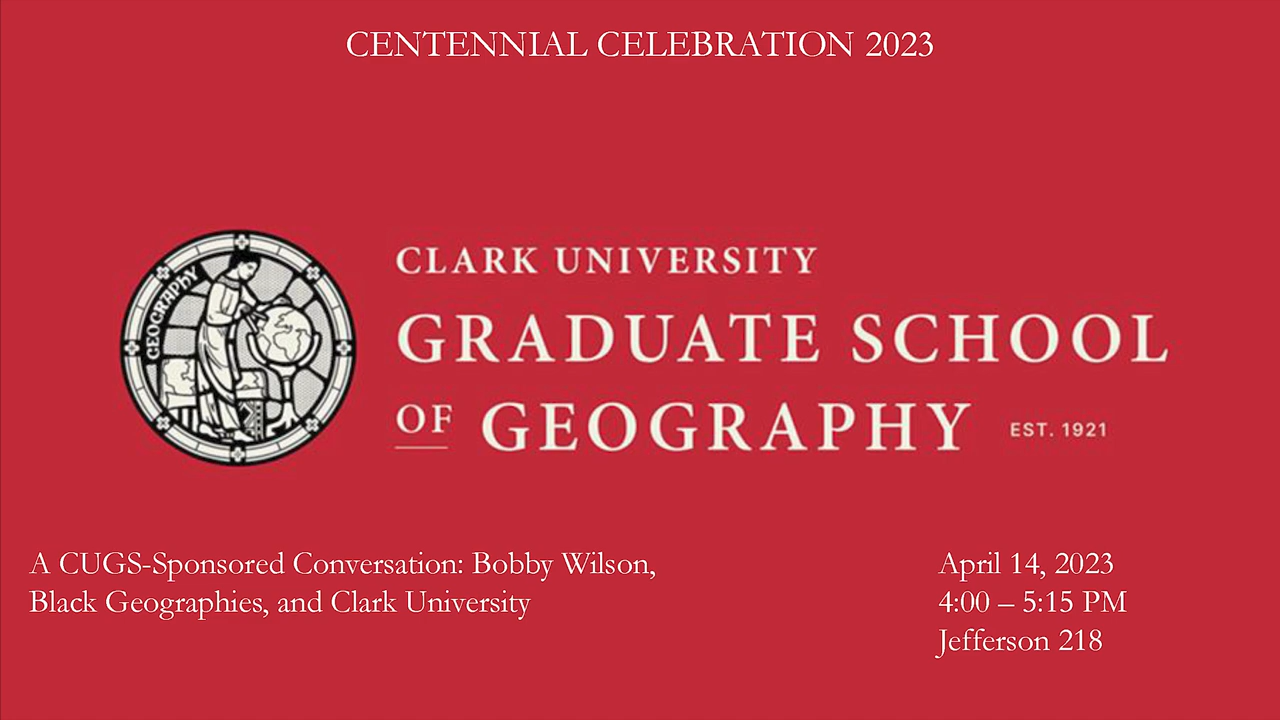 CENTENNIAL CELEBRATION 2023
GEOGRAPHY
CLARK UNIVERSITY
GRADUATE SCHOOL
OF GEOGRAPHY EST. 1921
A CUGS-Sponsored Conversation: Bobby Wilson,
Black Geographies, and Clark University
April 14, 2023
4:00 – 5:15 PM
Jefferson 218